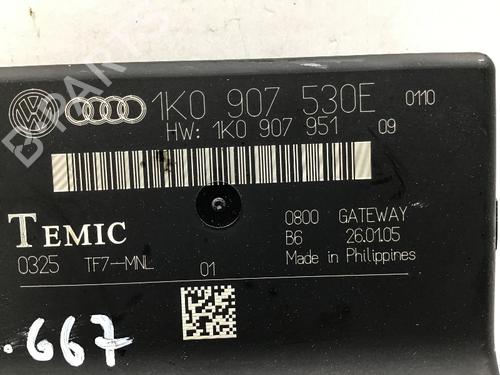 1K0 907 530E 0110
HW: 1K0 907 951 09
TEMIC
0800 GATEWAY
B6 26.01.05
0325 TF7-MNL 01
Made in Philippines
.667
B PARTS